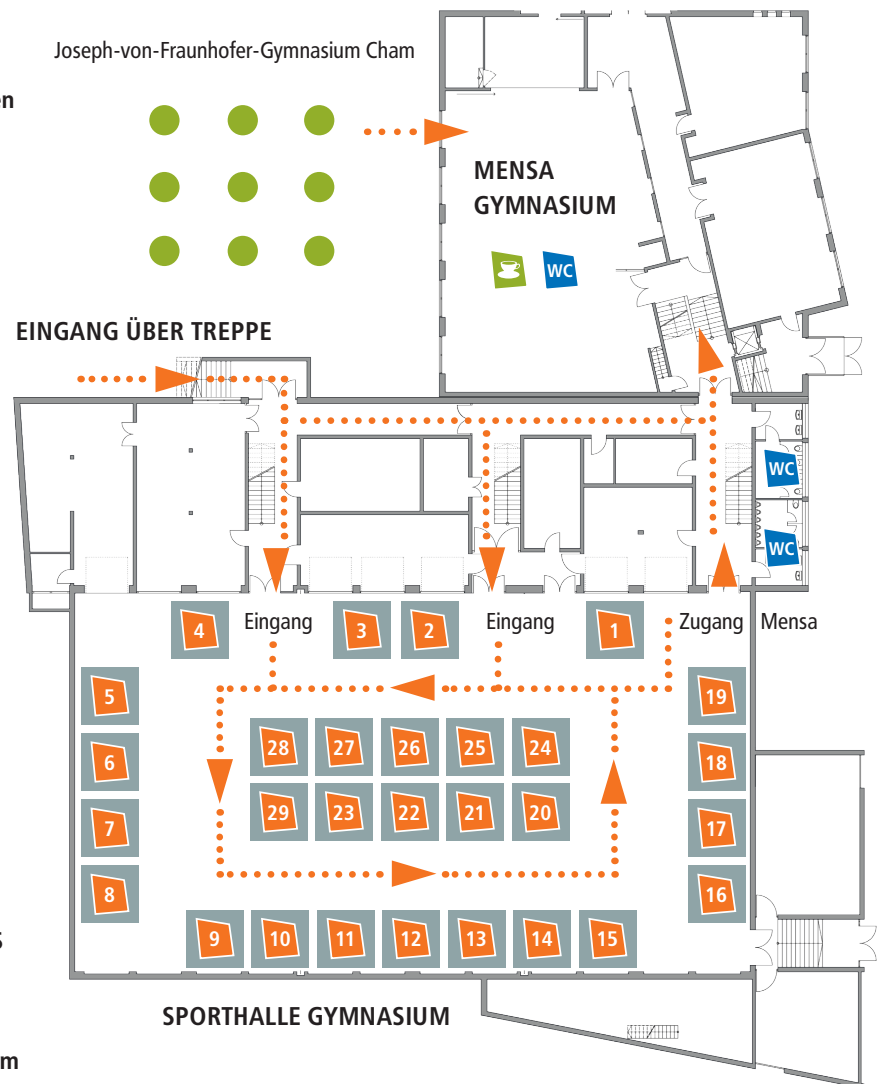 Joseph-von-Fraunhofer-Gymnasium Cham
en
MENSA
GYMNASIUM
WC
EINGANG ÜBER TREPPE
WC
WC
4 Eingang 3 2 Eingang 1 Zugang Mensa
5 19
28 27 26 25 24
6 18
29 23 22 21 20
7 17
8 16
9 10 11 12 13 14 15
S
SPORTHALLE GYMNASIUM
m